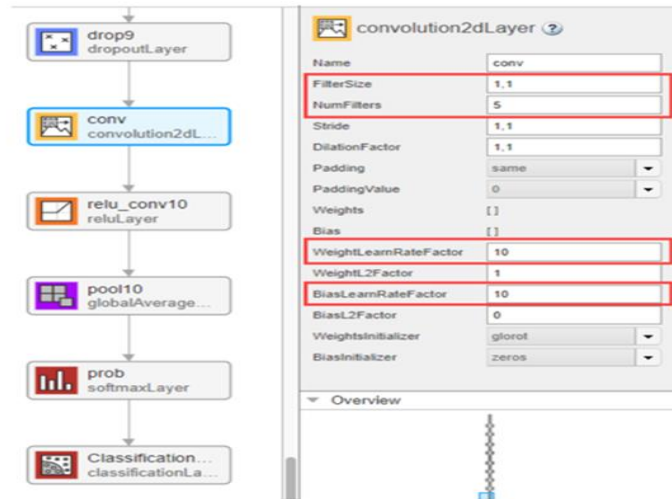 drop9
dropoutLayer
conv
convolution2dL...
relu_conv10
reluLayer
pool10
globalAverage...
prob
softmaxLayer
Classification...
classificationLa...
convolution2dLayer ?
Name conv
FilterSize 1,1
NumFilters 5
Stride 1,1
DilationFactor 1,1
Padding same
PaddingValue 0
Weights []
Bias []
WeightLearnRateFactor 10
WeightL2Factor 1
BiasLearnRateFactor 10
BiasL2Factor 0
WeightsInitializer glorot
BiasInitializer zeros
Overview